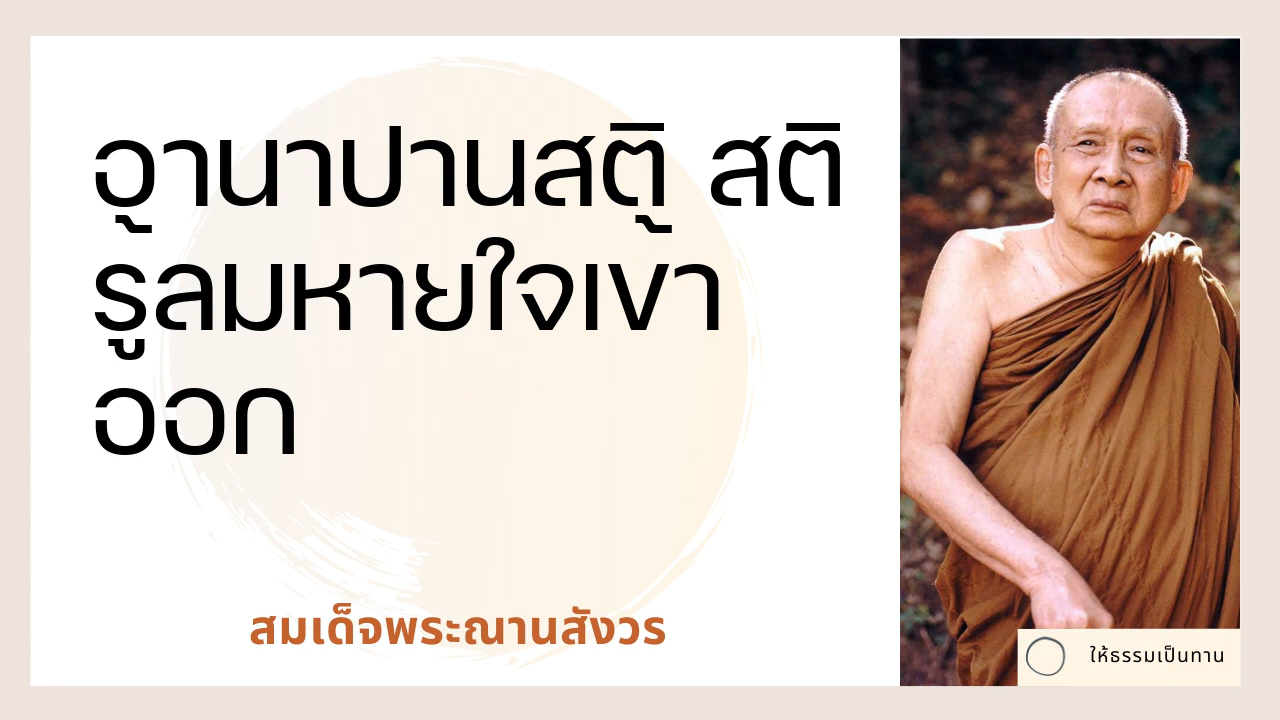 อานาปานสติ สติ
รู้ลมหายใจเข้า
ออก
สมเด็จพระญาณสังวร
ให้ธรรมเป็นทาน